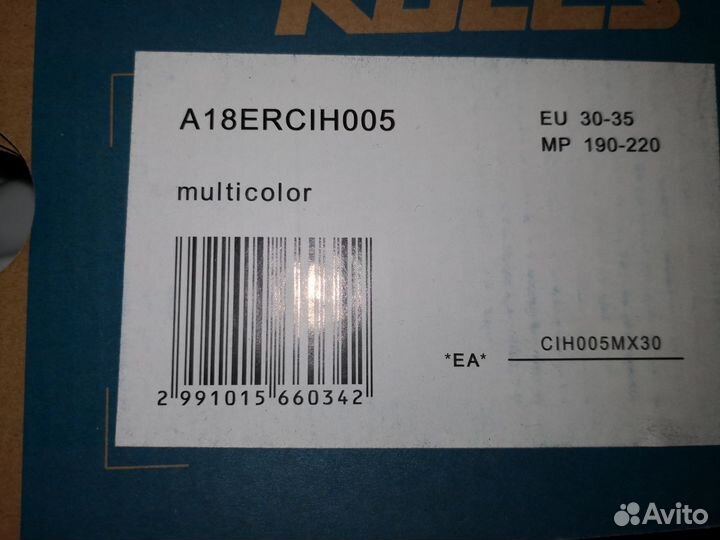 A18ERCIH005
EU 30-35
MP 190-220
multicolor
*EA*
CIH005MX30
2 991015 660342
Avito